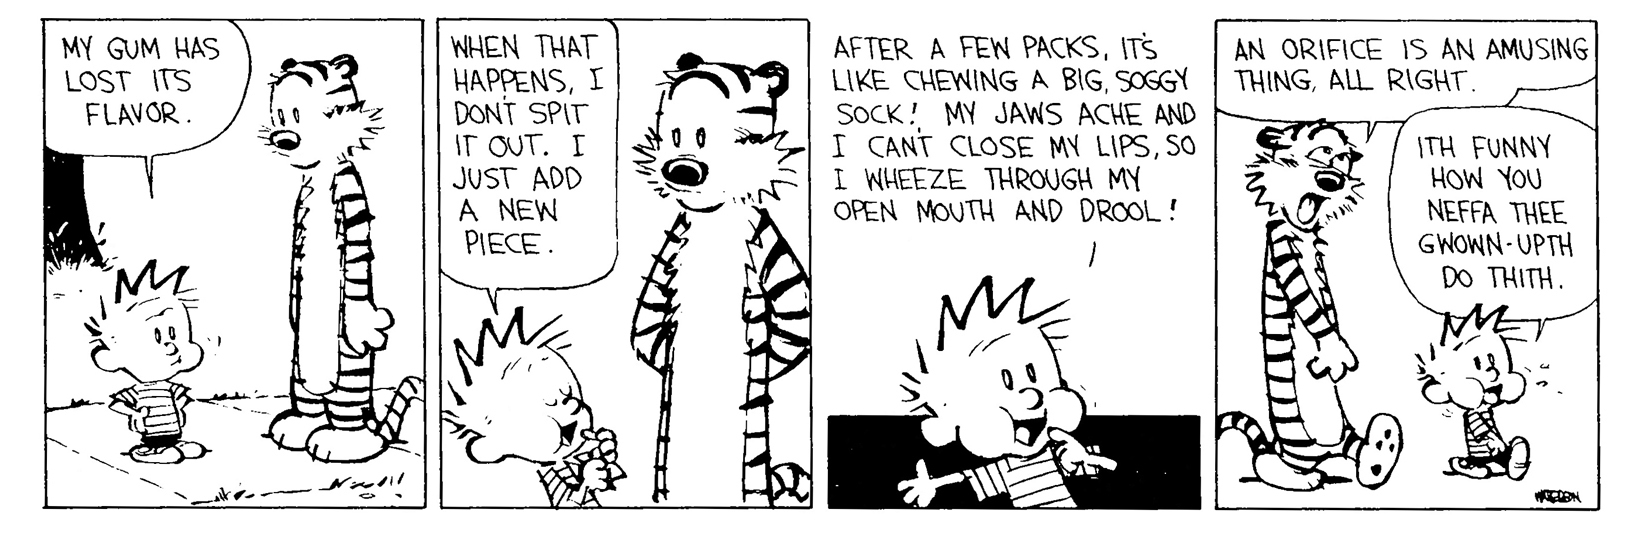 MY GUM HAS
LOST ITS
FLAVOR.
WHEN THAT
HAPPENS, I
DON'T SPIT
IT OUT. I
JUST ADD
A NEW
PIECE.
AFTER A FEW PACKS, IT'S
LIKE CHEWING A BIG, SOGGY
SOCK! MY JAWS ACHE AND
I CAN'T CLOSE MY LIPS, SO
I WHEEZE THROUGH MY
OPEN MOUTH AND DROOL!
AN ORIFICE IS AN AMUSING
THING, ALL RIGHT.
ITH FUNNY
HOW YOU
NEFFA THEE
GWOWN-UPTH
DO THITH.
WATTERSON